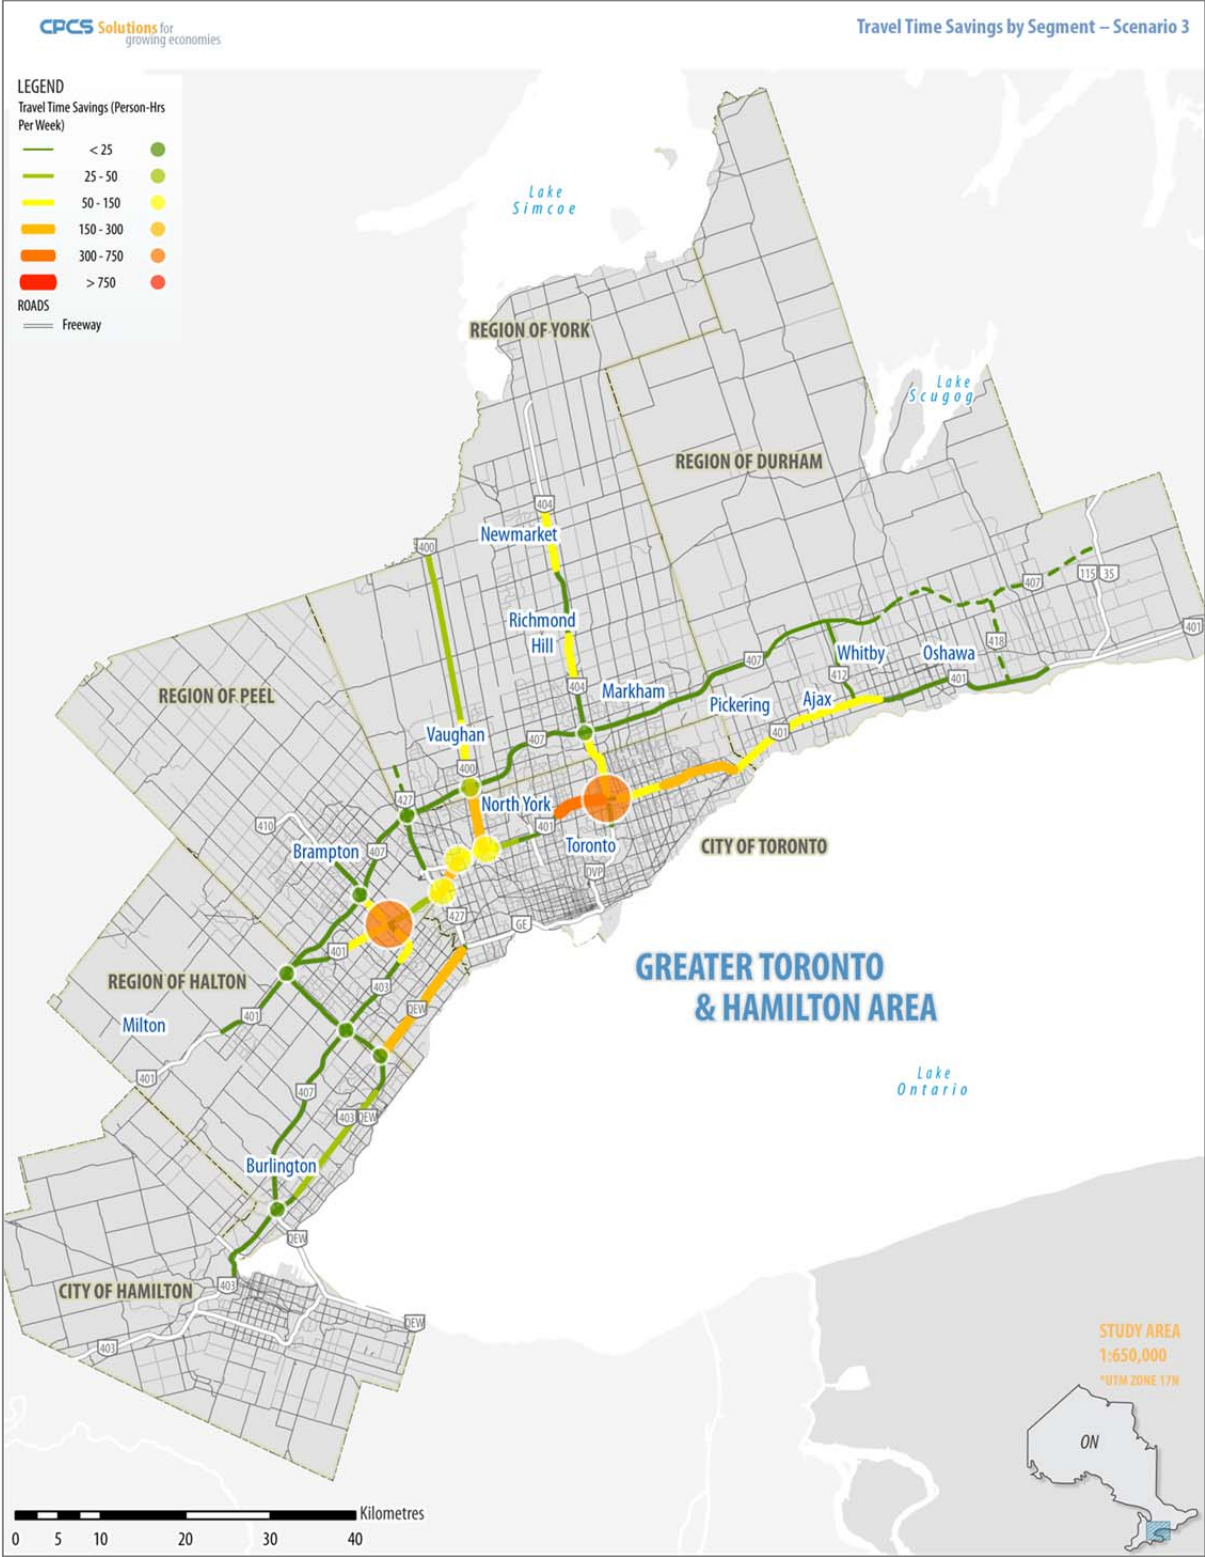 CPCS Solutions for
growing economies
Travel Time Savings by Segment – Scenario 3
LEGEND
Travel Time Savings (Person-Hrs
Per Week)
< 25
25 - 50
50 - 150
150 - 300
300 - 750
> 750
ROADS
Freeway
Lake
Simcoe
REGION OF YORK
Lake
Scugog
REGION OF DURHAM
404
Newmarket
400
407
115 35
Richmond
Hill
401
418
Whitby
Oshawa
407
412
401
REGION OF PEEL
404
Markham
Pickering
Ajax
Vaughan
407
401
400
427
North York
410
401
Brampton
407
Toronto
CITY OF TORONTO
DVP
427
QEW
401
GREATER TORONTO
& HAMILTON AREA
REGION OF HALTON
403
QEW
401
Milton
401
Lake
Ontario
407
403 QEW
Burlington
QEW
403
CITY OF HAMILTON
QEW
403
STUDY AREA
1:650,000
*UTM ZONE 17N
ON
Kilometres
0 5 10 20 30 40